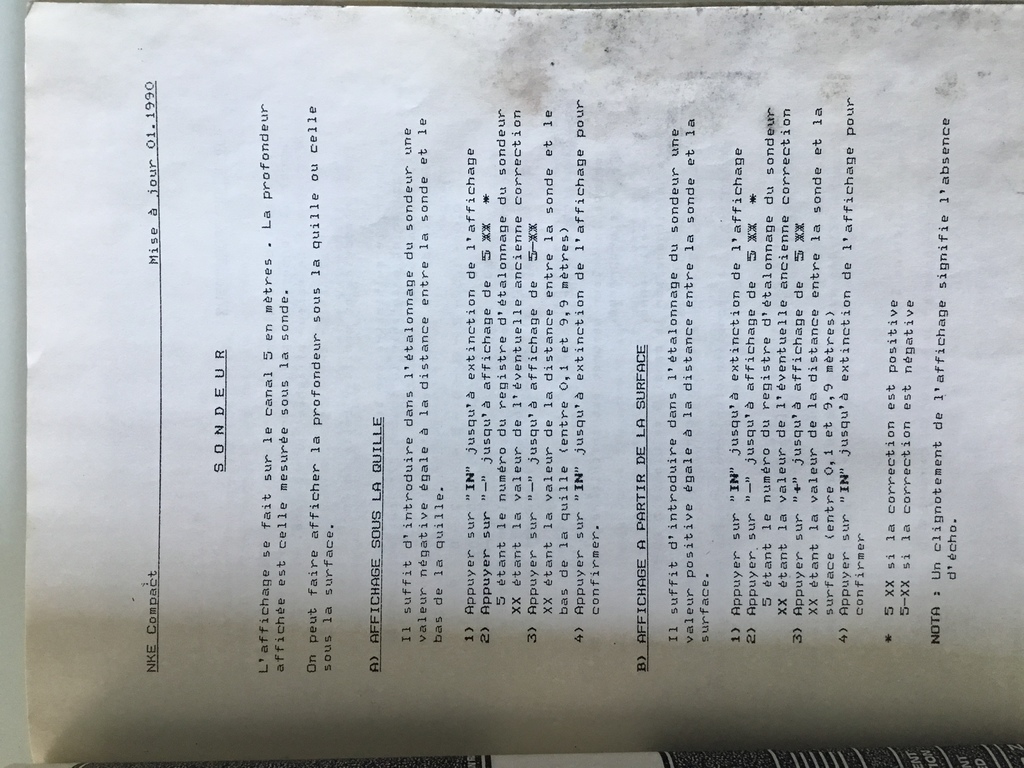 NKE Compact. Mise à jour 01.1990
S O N D E U R
L'affichage se fait sur le canal 5 en mètres . La profondeur
affichée est celle mesurée sous la sonde.
On peut faire afficher la profondeur sous la quille ou celle
sous la surface.
A) AFFICHAGE SOUS LA QUILLE
Il suffit d'introduire dans l'étalonnage du sondeur une
valeur négative égale à la distance entre la sonde et le
bas de la quille.
1) Appuyer sur "IN" jusqu'à extinction de l'affichage
2) Appuyer sur "-" jusqu'à affichage de 5 XX *
5 étant le numéro du registre d'étalonnage du sondeur
XX étant la valeur de l'éventuelle ancienne correction
3) Appuyer sur "-" jusqu'à affichage de 5-XX
XX étant la valeur de la distance entre la sonde et le
bas de la quille (entre 0,1 et 9,9 mètres)
4) Appuyer sur "IN" jusqu'à extinction de l'affichage pour
confirmer.
B) AFFICHAGE A PARTIR DE LA SURFACE
Il suffit d'introduire dans l'étalonnage du sondeur une
valeur positive égale à la distance entre la sonde et la
surface.
1) Appuyer sur "IN" jusqu'à extinction de l'affichage
2) Appuyer sur "-" jusqu'à affichage de 5 XX *
5 étant le numéro du registre d'étalonnage du sondeur
XX étant la valeur de l'éventuelle ancienne correction
3) Appuyer sur "+" jusqu'à affichage de 5 XX
XX étant la valeur de la distance entre la sonde et la
surface (entre 0,1 et 9,9 mètres)
4) Appuyer sur "IN" jusqu'à extinction de l'affichage pour
confirmer
* 5 XX si la correction est positive
5-XX si la correction est négative
NOTA : Un clignotement de l'affichage signifie l'absence
d'écho.